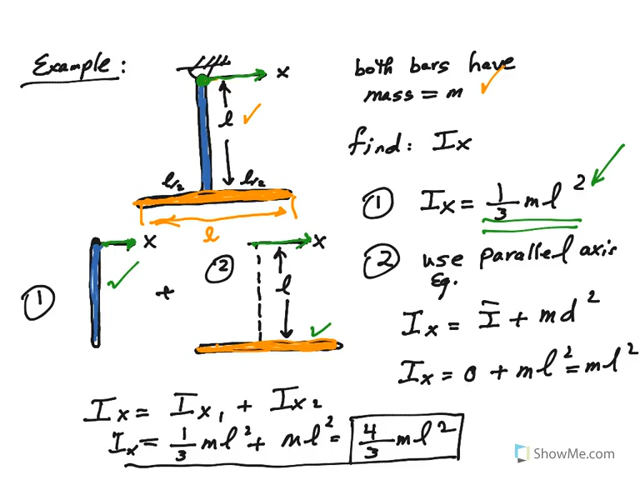 Example:
x
both bars have
mass = m
l
find: Ix
l/2 l/2
① Ix = 1/3 ml²
l
② use parallel axis
Eq.
① x
+
② x
l
Ix = Ī + md²
Ix = 0 + ml² = ml²
Ix = Ix₁ + Ix₂
Ix = 1/3 ml² + ml² = 4/3 ml²
ShowMe.com